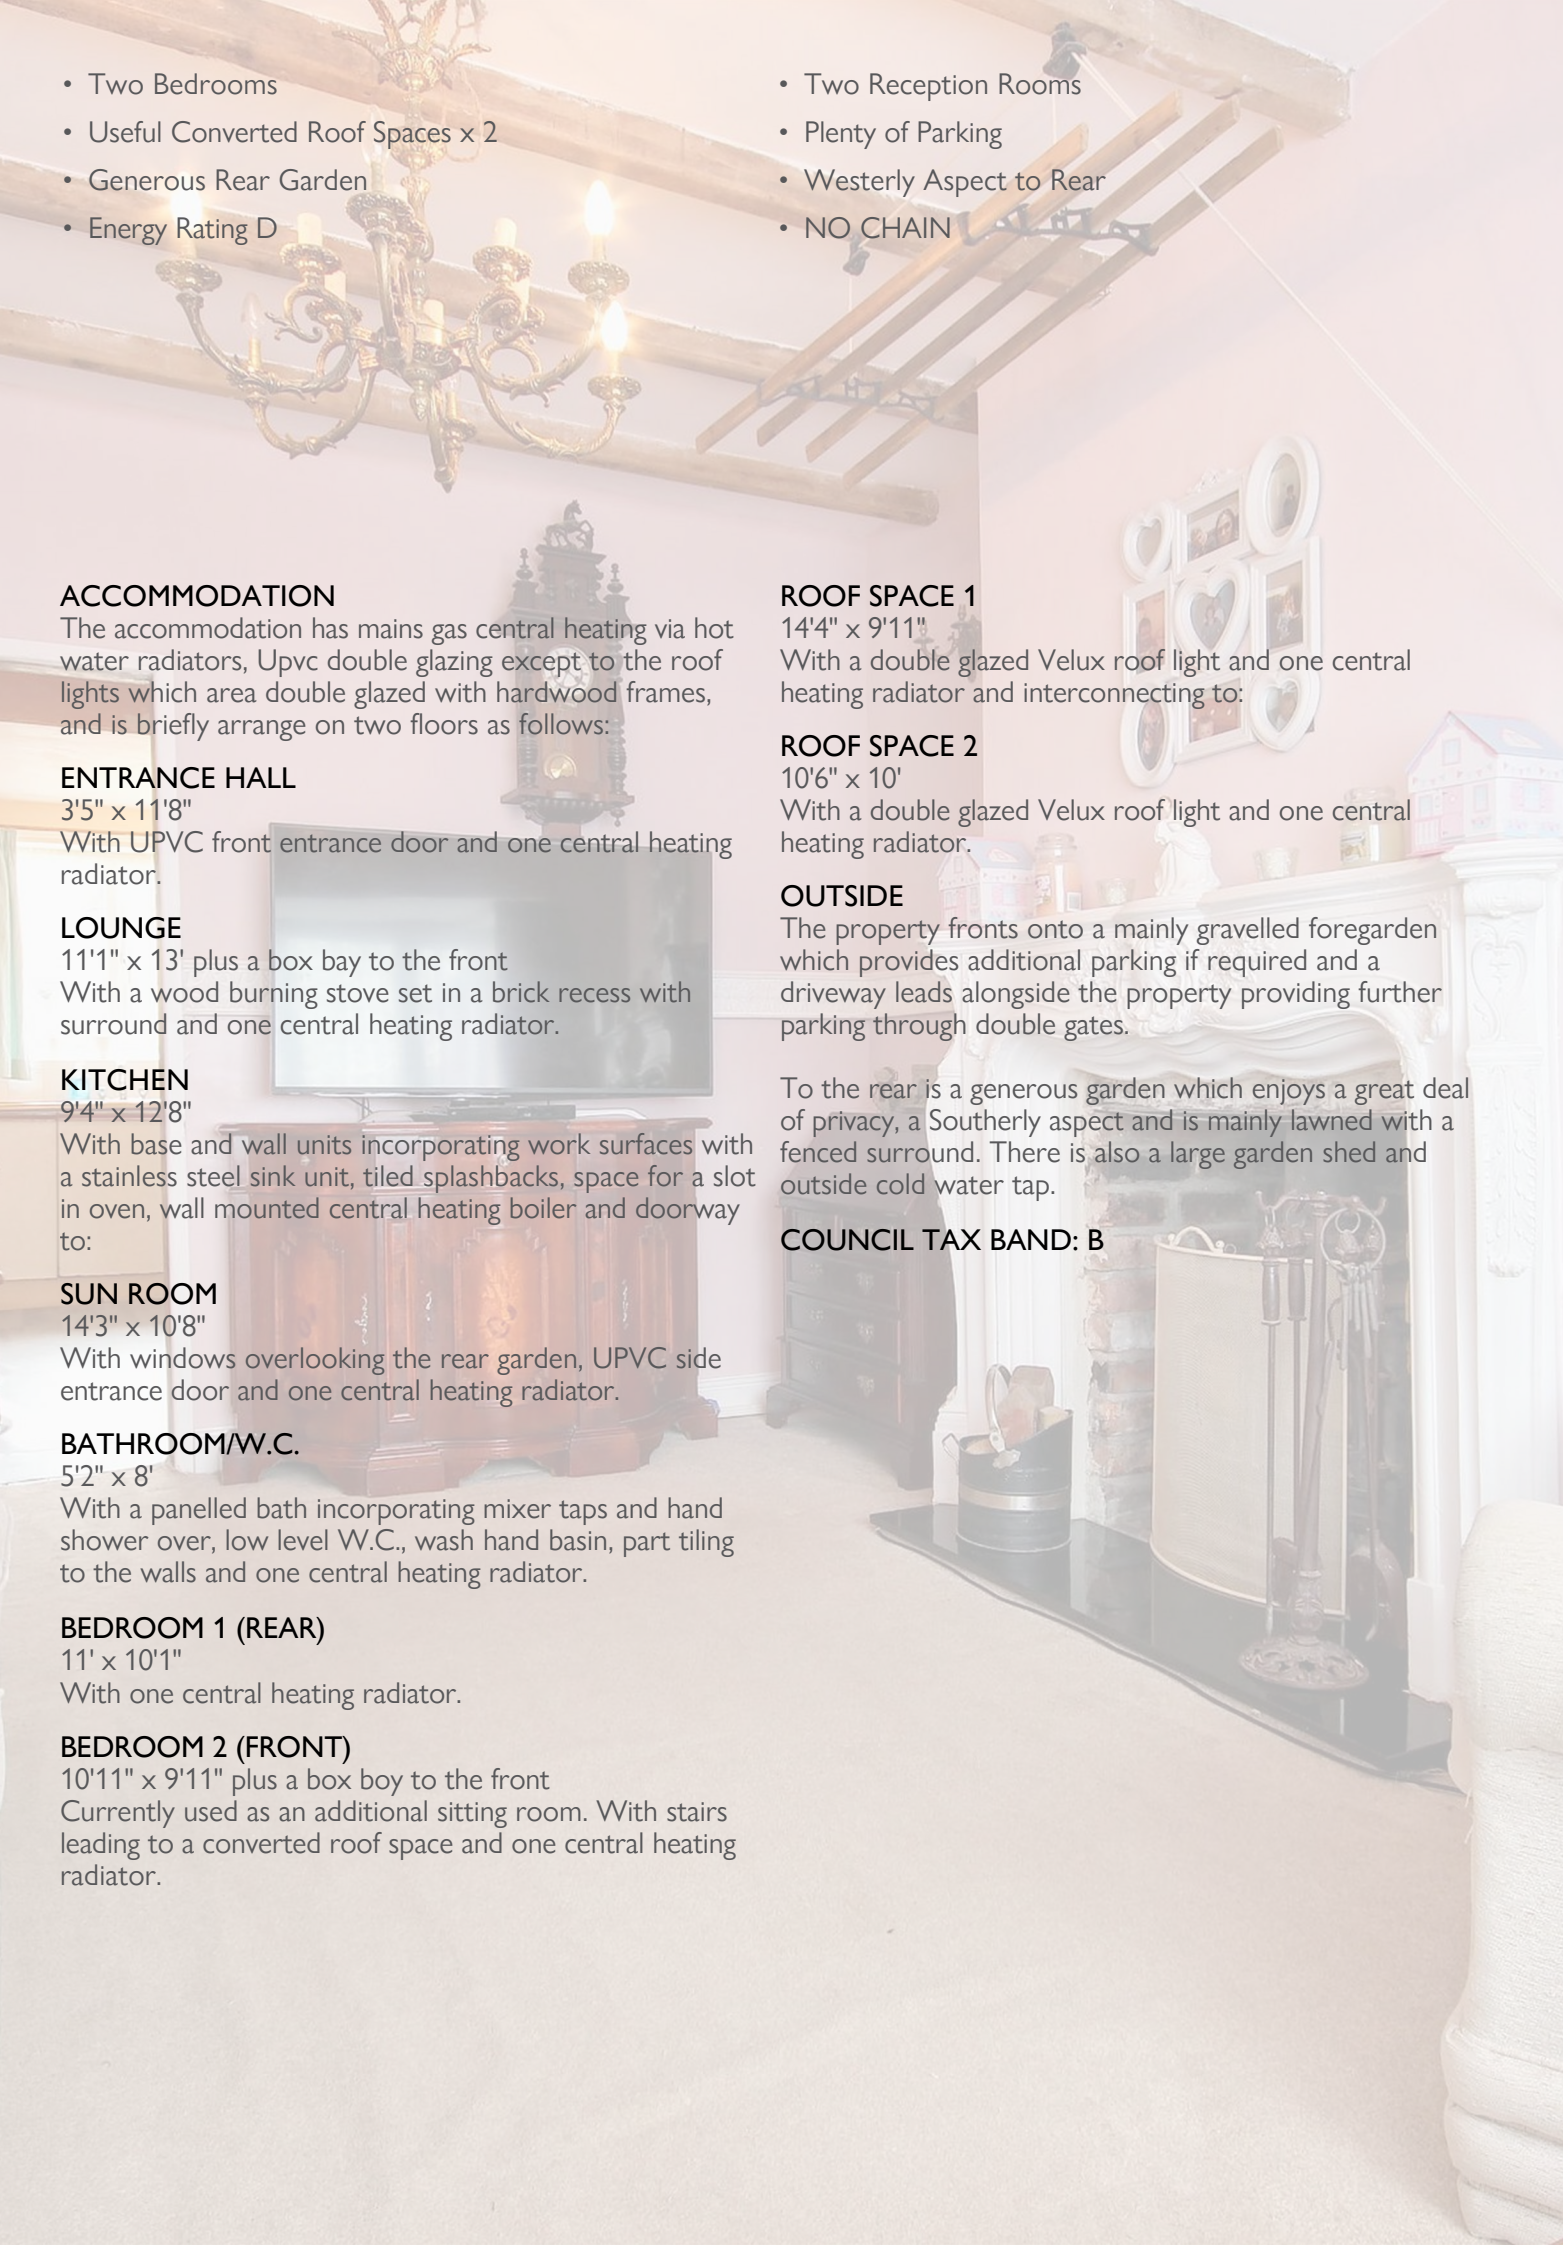 • Two Bedrooms
• Useful Converted Roof Spaces x 2
• Generous Rear Garden
• Energy Rating D
• Two Reception Rooms
• Plenty of Parking
• Westerly Aspect to Rear
• NO CHAIN
ACCOMMODATION
The accommodation has mains gas central heating via hot
water radiators, Upvc double glazing except to the roof
lights which area double glazed with hardwood frames,
and is briefly arrange on two floors as follows:
ENTRANCE HALL
3'5" x 11'8"
With UPVC front entrance door and one central heating
radiator.
LOUNGE
11'1" x 13' plus a box bay to the front
With a wood burning stove set in a brick recess with
surround and one central heating radiator.
KITCHEN
9'4" x 12'8"
With base and wall units incorporating work surfaces with
a stainless steel sink unit, tiled splashbacks, space for a slot
in oven, wall mounted central heating boiler and doorway
to:
SUN ROOM
14'3" x 10'8"
With windows overlooking the rear garden, UPVC side
entrance door and one central heating radiator.
BATHROOM/W.C.
5'2" x 8'
With a panelled bath incorporating mixer taps and hand
shower over, low level W.C., wash hand basin, part tiling
to the walls and one central heating radiator.
BEDROOM 1 (REAR)
11' x 10'1"
With one central heating radiator.
BEDROOM 2 (FRONT)
10'11" x 9'11" plus a box boy to the front
Currently used as an additional sitting room. With stairs
leading to a converted roof space and one central heating
radiator.
ROOF SPACE 1
14'4" x 9'11"
With a double glazed Velux roof light and one central
heating radiator and interconnecting to:
ROOF SPACE 2
10'6" x 10'
With a double glazed Velux roof light and one central
heating radiator.
OUTSIDE
The property fronts onto a mainly gravelled foregarden
which provides additional parking if required and a
driveway leads alongside the property providing further
parking through double gates.
To the rear is a generous garden which enjoys a great deal
of privacy, a Southerly aspect and is mainly lawned with a
fenced surround. There is also a large garden shed and
outside cold water tap.
COUNCIL TAX BAND: B